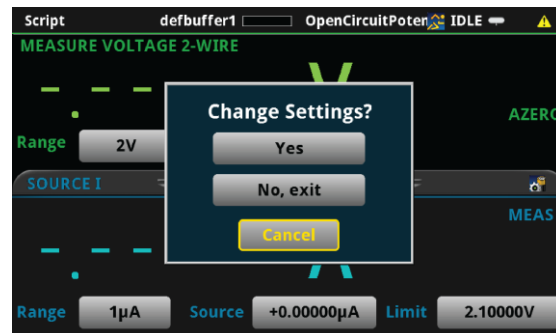 Script defbuffer1 OpenCircuitPoten IDLE
MEASURE VOLTAGE 2-WIRE
- - - V
AZERO
Change Settings?
Range 2V
Yes
SOURCE I
No, exit
MEAS
Cancel
- - -
Range 1µA Source +0.00000µA Limit 2.10000V